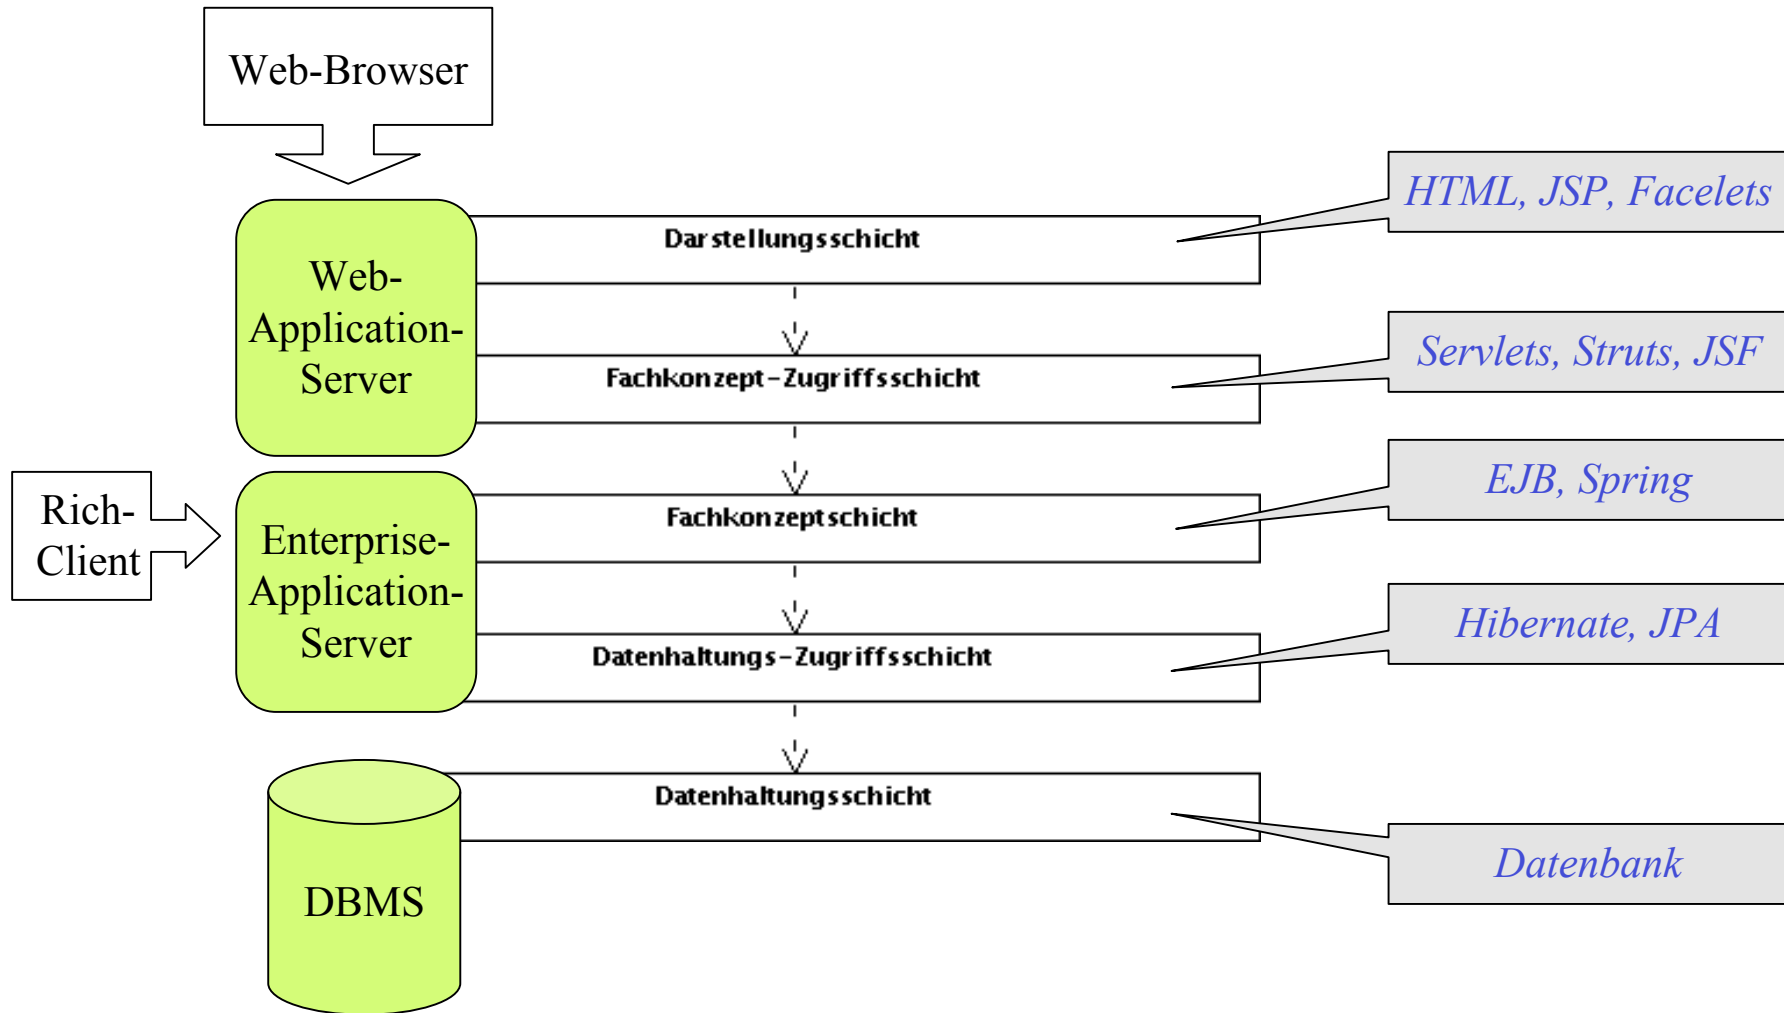 Web-Browser
HTML, JSP, Facelets
Darstellungsschicht
Web-
Application-
Server
Servlets, Struts, JSF
Fachkonzept-Zugriffsschicht
EJB, Spring
Rich-
Client
Fachkonzeptschicht
Enterprise-
Application-
Server
Hibernate, JPA
Datenhaltungs-Zugriffsschicht
Datenhaltungsschicht
Datenbank
DBMS